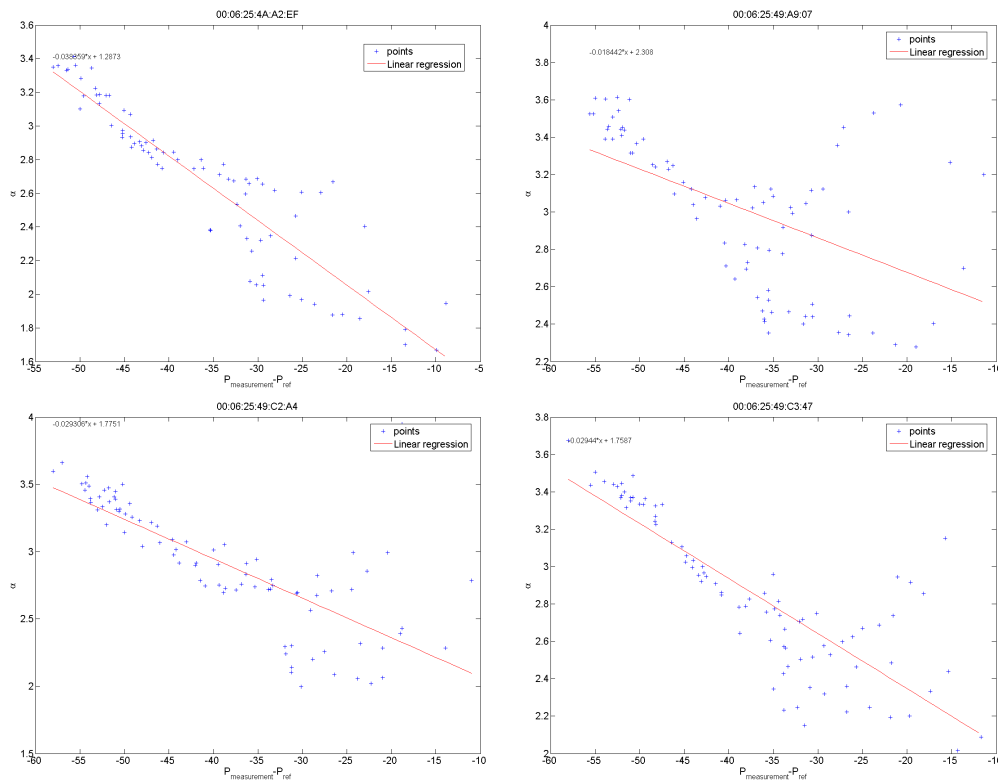 00:06:25:4A:A2:EF
3.6
3.4
3.2
3
2.8
2.6
2.4
2.2
2
1.8
1.6
α
-0.038359*x + 1.2873
points
Linear regression
-55 -50 -45 -40 -35 -30 -25 -20 -15 -10 -5
Pmeasurement-Pref
00:06:25:49:A9:07
4
3.8
3.6
3.4
3.2
3
2.8
2.6
2.4
2.2
α
-0.018442*x + 2.308
points
Linear regression
-60 -55 -50 -45 -40 -35 -30 -25 -20 -15 -10
Pmeasurement-Pref
00:06:25:49:C2:A4
4
3.5
3
2.5
2
1.5
α
-0.029306*x + 1.7751
points
Linear regression
-60 -55 -50 -45 -40 -35 -30 -25 -20 -15 -10 -5
Pmeasurement-Pref
00:06:25:49:C3:47
3.8
3.6
3.4
3.2
3
2.8
2.6
2.4
2.2
2
α
-0.02944*x + 1.7587
points
Linear regression
-60 -55 -50 -45 -40 -35 -30 -25 -20 -15 -10
Pmeasurement-Pref